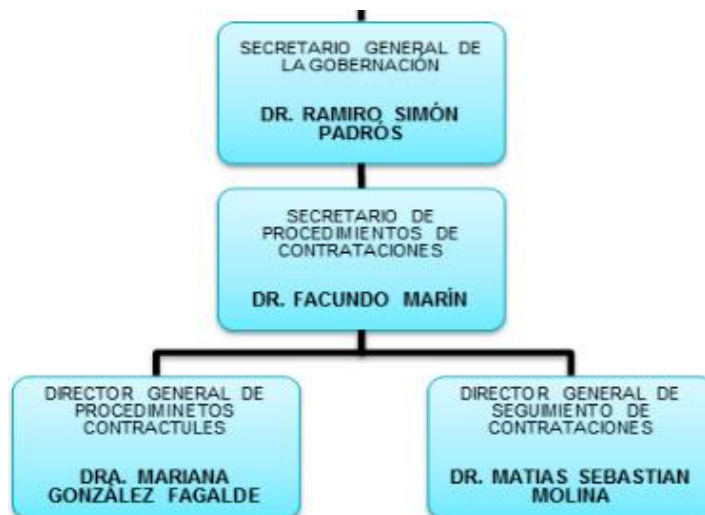 SECRETARIO GENERAL DE
LA GOBERNACIÓN
DR. RAMIRO SIMÓN
PADRÓS
SECRETARIO DE
PROCEDIMIENTOS DE
CONTRATACIONES
DR. FACUNDO MARÍN
DIRECTOR GENERAL DE
PROCEDIMINETOS
CONTRACTULES
DRA. MARIANA
GONZÁLEZ FAGALDE
DIRECTOR GENERAL DE
SEGUIMIENTO DE
CONTRATACIONES
DR. MATIAS SEBASTIAN
MOLINA